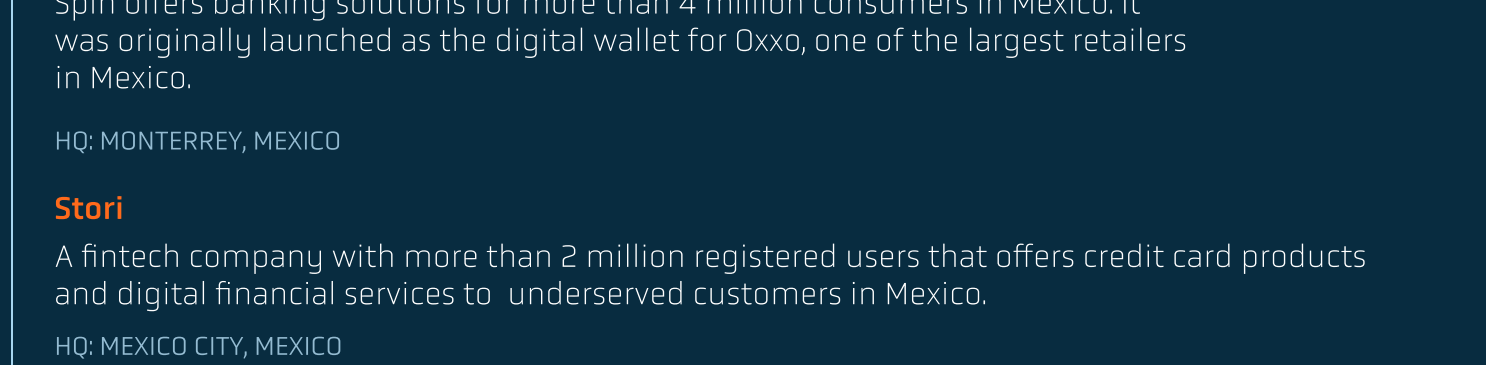 Spin offers banking solutions for more than 4 million consumers in Mexico. It
was originally launched as the digital wallet for Oxxo, one of the largest retailers
in Mexico.
HQ: MONTERREY, MEXICO
Stori
A fintech company with more than 2 million registered users that offers credit card products
and digital financial services to  underserved customers in Mexico.
HQ: MEXICO CITY, MEXICO